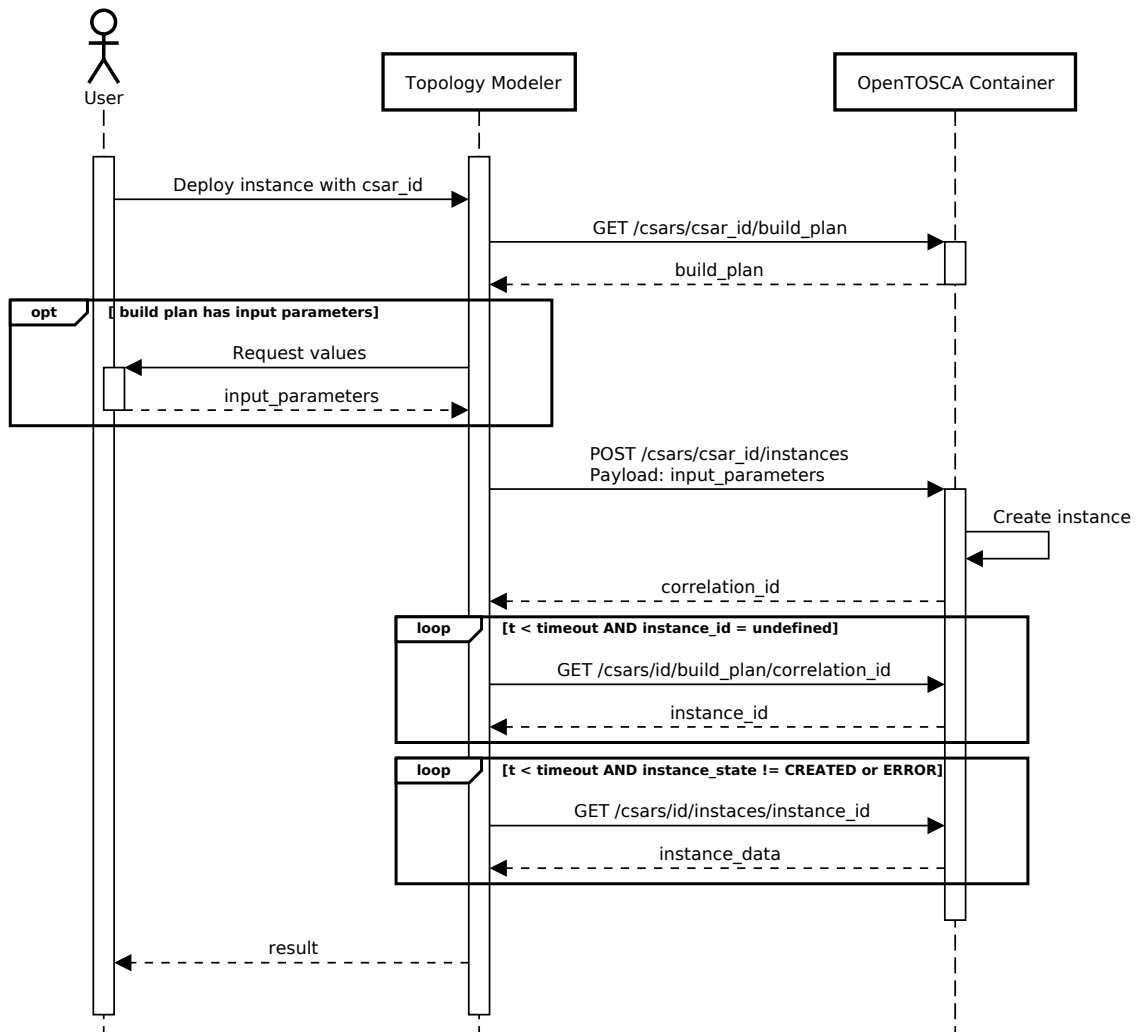 User
Topology Modeler
OpenTOSCA Container
Deploy instance with csar_id
GET /csars/csar_id/build_plan
build_plan
opt
[ build plan has input parameters]
Request values
input_parameters
POST /csars/csar_id/instances
Payload: input_parameters
Create instance
correlation_id
loop
[t < timeout AND instance_id = undefined]
GET /csars/id/build_plan/correlation_id
instance_id
loop
[t < timeout AND instance_state != CREATED or ERROR]
GET /csars/id/instaces/instance_id
instance_data
result